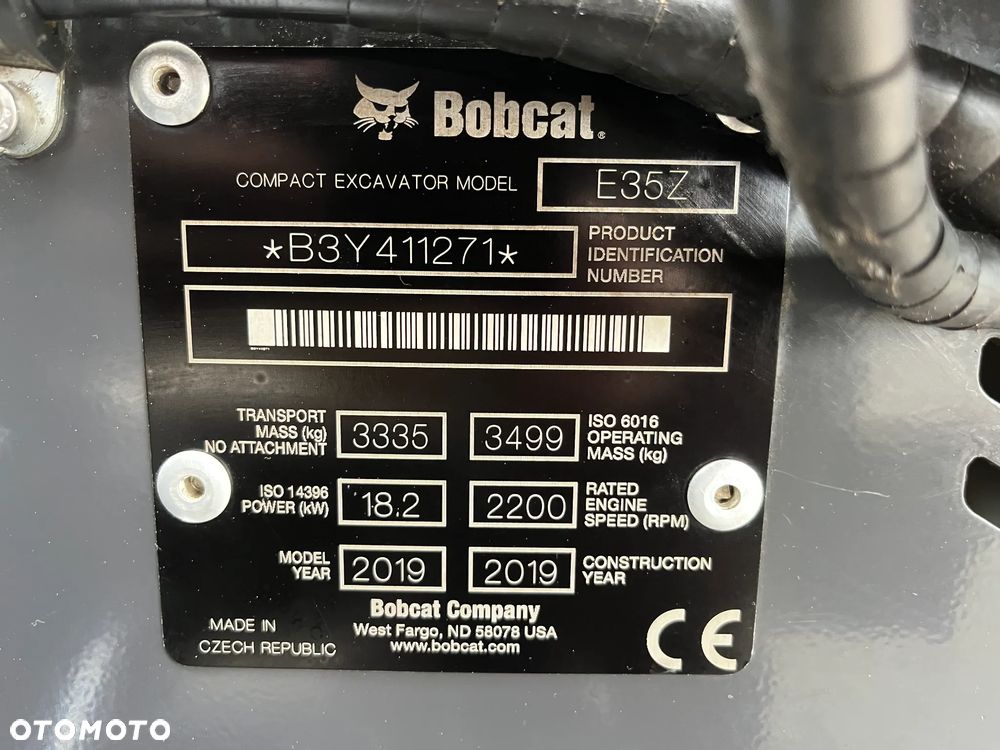 Bobcat®
COMPACT EXCAVATOR MODEL E35Z
*B3Y411271*
PRODUCT
IDENTIFICATION
NUMBER
TRANSPORT
MASS (kg)
NO ATTACHMENT
3335
3499
ISO 6016
OPERATING
MASS (kg)
ISO 14396
POWER (kW)
18.2
2200
RATED
ENGINE
SPEED (RPM)
MODEL
YEAR
2019
2019
CONSTRUCTION
YEAR
Bobcat Company
West Fargo, ND 58078 USA
www.bobcat.com
MADE IN
CZECH REPUBLIC
CE
OTOMOTO